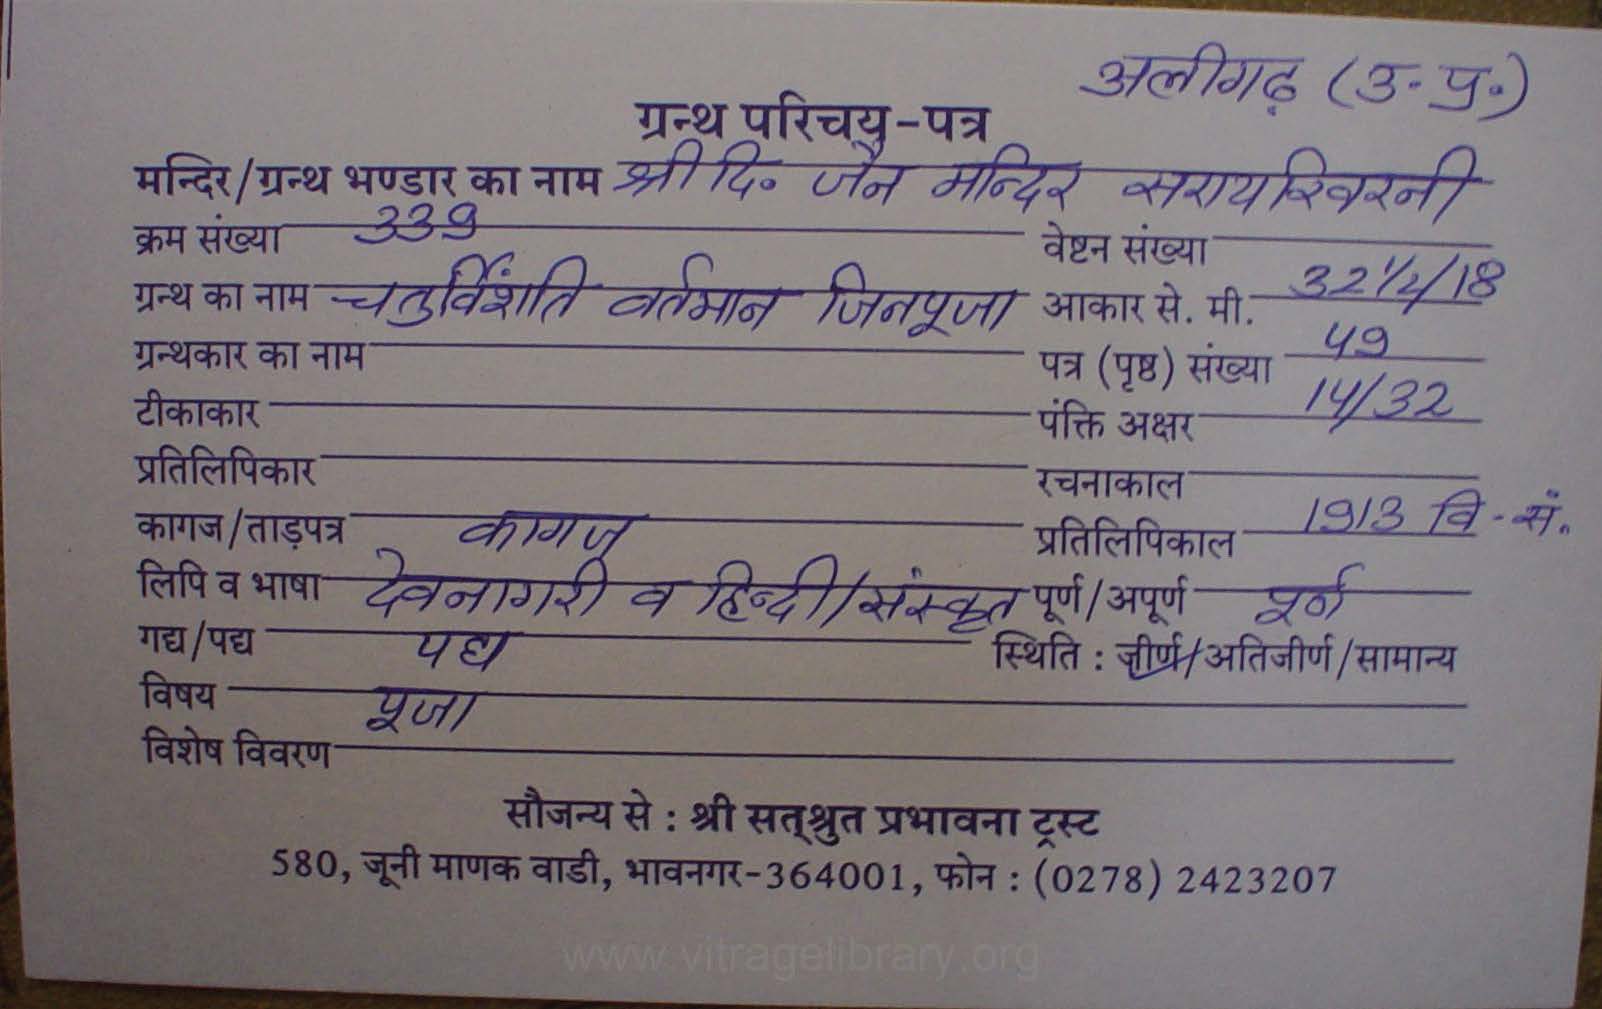 अलीगढ़ (उ. प्र.)
ग्रन्थ परिचय-पत्र
मन्दिर/ग्रन्थ भण्डार का नाम श्री दि. जैन मन्दिर सरायखिरनी
क्रम संख्या 339 वेष्टन संख्या
ग्रन्थ का नाम चतुर्विंशति वर्तमान जिनपूजा आकार से. मी. 32 1/2/18
ग्रन्थकार का नाम पत्र (पृष्ठ) संख्या 49
टीकाकार पंक्ति अक्षर 14/32
प्रतिलिपिकार रचनाकाल
कागज/ताड़पत्र कागज प्रतिलिपिकाल 1913 वि. सं.
लिपि व भाषा देवनागरी व हिन्दी/संस्कृत पूर्ण/अपूर्ण पूर्ण
गद्य/पद्य पद्य स्थिति : जीर्ण/अतिजीर्ण/सामान्य
विषय पूजा
विशेष विवरण
सौजन्य से : श्री सत्श्रुत प्रभावना ट्रस्ट
580, जूनी माणक वाडी, भावनगर-364001, फोन : (0278) 2423207
www.vitragelibrary.org